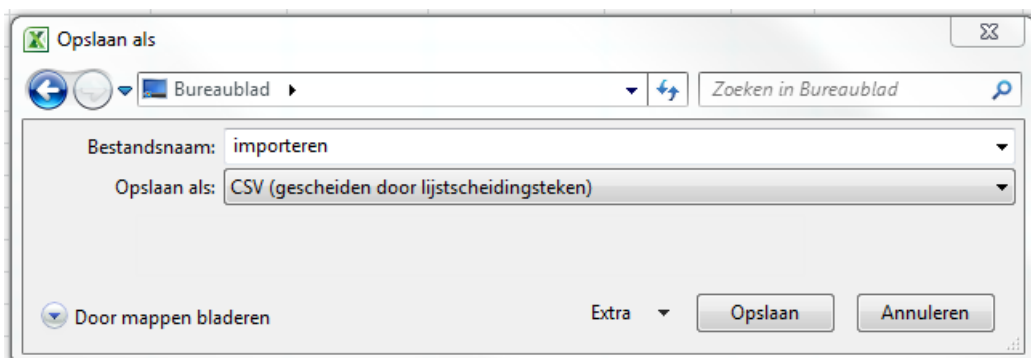 Opslaan als
Bureaublad
Zoeken in Bureaublad
Bestandsnaam: importeren
Opslaan als: CSV (gescheiden door lijstscheidingsteken)
Door mappen bladeren Extra Opslaan Annuleren